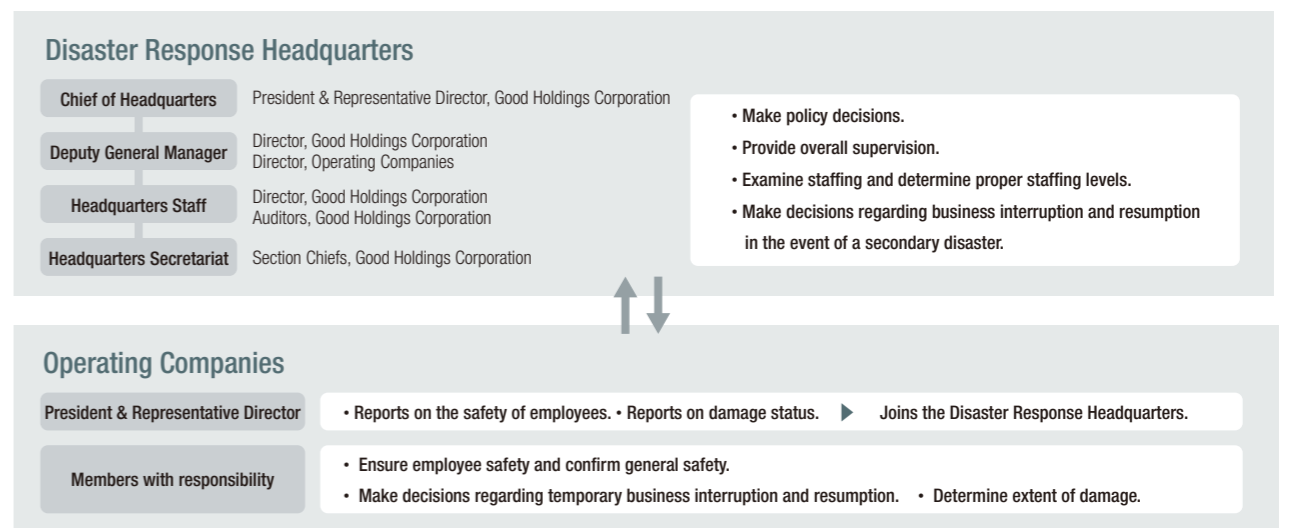 Disaster Response Headquarters
Chief of Headquarters
President & Representative Director, Good Holdings Corporation
Deputy General Manager
Director, Good Holdings Corporation
Director, Operating Companies
Headquarters Staff
Director, Good Holdings Corporation
Auditors, Good Holdings Corporation
Headquarters Secretariat
Section Chiefs, Good Holdings Corporation
• Make policy decisions.
• Provide overall supervision.
• Examine staffing and determine proper staffing levels.
• Make decisions regarding business interruption and resumption
in the event of a secondary disaster.
Operating Companies
President & Representative Director
• Reports on the safety of employees. • Reports on damage status. ▶ Joins the Disaster Response Headquarters.
Members with responsibility
• Ensure employee safety and confirm general safety.
• Make decisions regarding temporary business interruption and resumption. • Determine extent of damage.